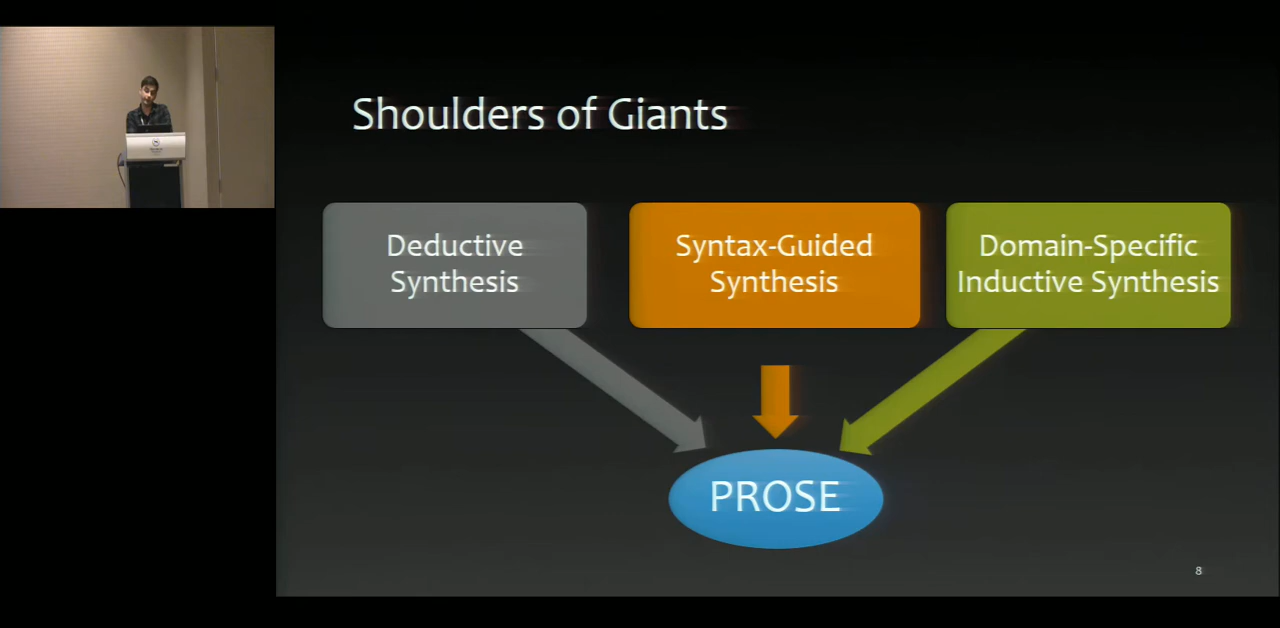 Shoulders of Giants
Deductive
Synthesis
Syntax-Guided
Synthesis
Domain-Specific
Inductive Synthesis
PROSE
8